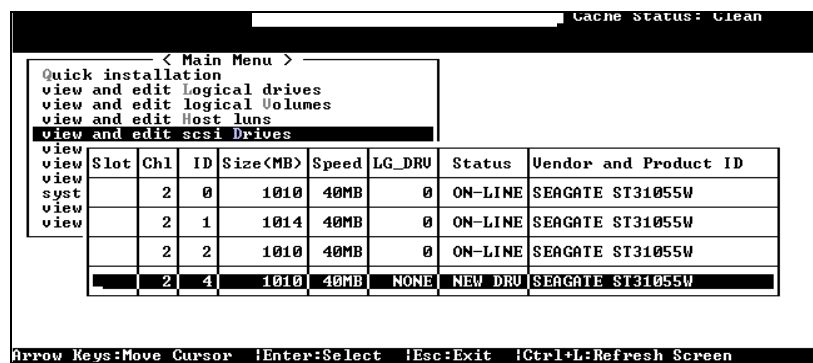 Cache Status: Clean
< Main Menu >
Quick installation
view and edit Logical drives
view and edit logical Volumes
view and edit Host luns
view and edit scsi Drives
view
view
view
syst
view
view
Slot Chl ID Size(MB) Speed LG_DRV Status Vendor and Product ID
2 0 1010 40MB 0 ON-LINE SEAGATE ST31055W
2 1 1014 40MB 0 ON-LINE SEAGATE ST31055W
2 2 1010 40MB 0 ON-LINE SEAGATE ST31055W
2 4 1010 40MB NONE NEW DRV SEAGATE ST31055W
Arrow Keys:Move Cursor |Enter:Select |Esc:Exit |Ctrl+L:Refresh Screen